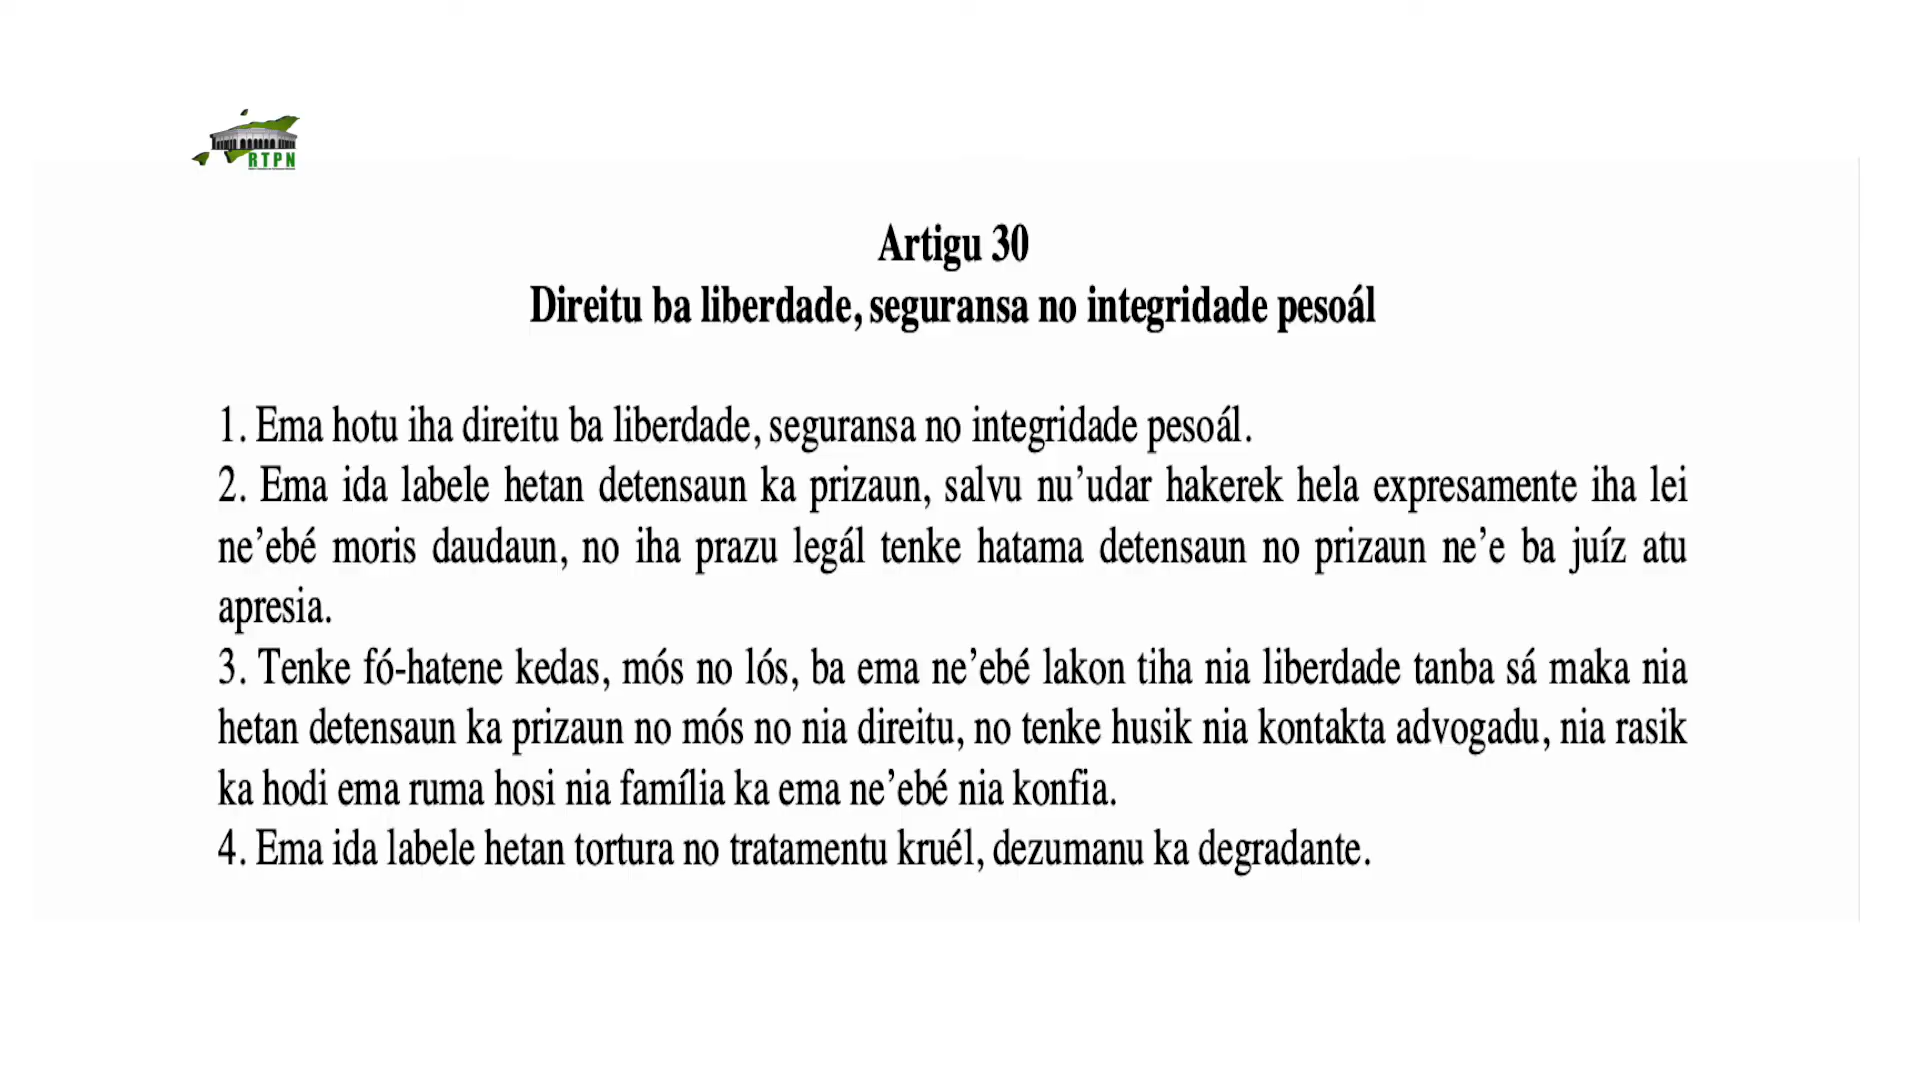 RTPN
Artigu 30
Direitu ba liberdade, seguransa no integridade pesoál
1. Ema hotu iha direitu ba liberdade, seguransa no integridade pesoál.
2. Ema ida labele hetan detensaun ka prizaun, salvu nu’udar hakerek hela expresamente iha lei
ne’ebé moris daudaun, no iha prazu legál tenke hatama detensaun no prizaun ne’e ba juíz atu
apresia.
3. Tenke fó-hatene kedas, mós no lós, ba ema ne’ebé lakon tiha nia liberdade tanba sá maka nia
hetan detensaun ka prizaun no mós no nia direitu, no tenke husik nia kontakta advogadu, nia rasik
ka hodi ema ruma hosi nia família ka ema ne’ebé nia konfia.
4. Ema ida labele hetan tortura no tratamentu kruél, dezumanu ka degradante.